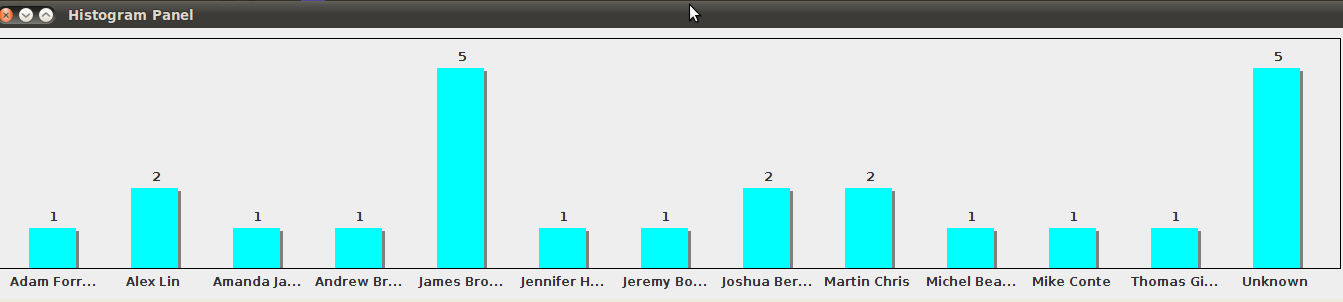 Histogram Panel
5 5
2 2 2
1 1 1 1 1 1 1 1
Adam Forr... Alex Lin Amanda Ja... Andrew Br... James Bro... Jennifer H... Jeremy Bo... Joshua Ber... Martin Chris Michel Bea... Mike Conte Thomas Gi... Unknown